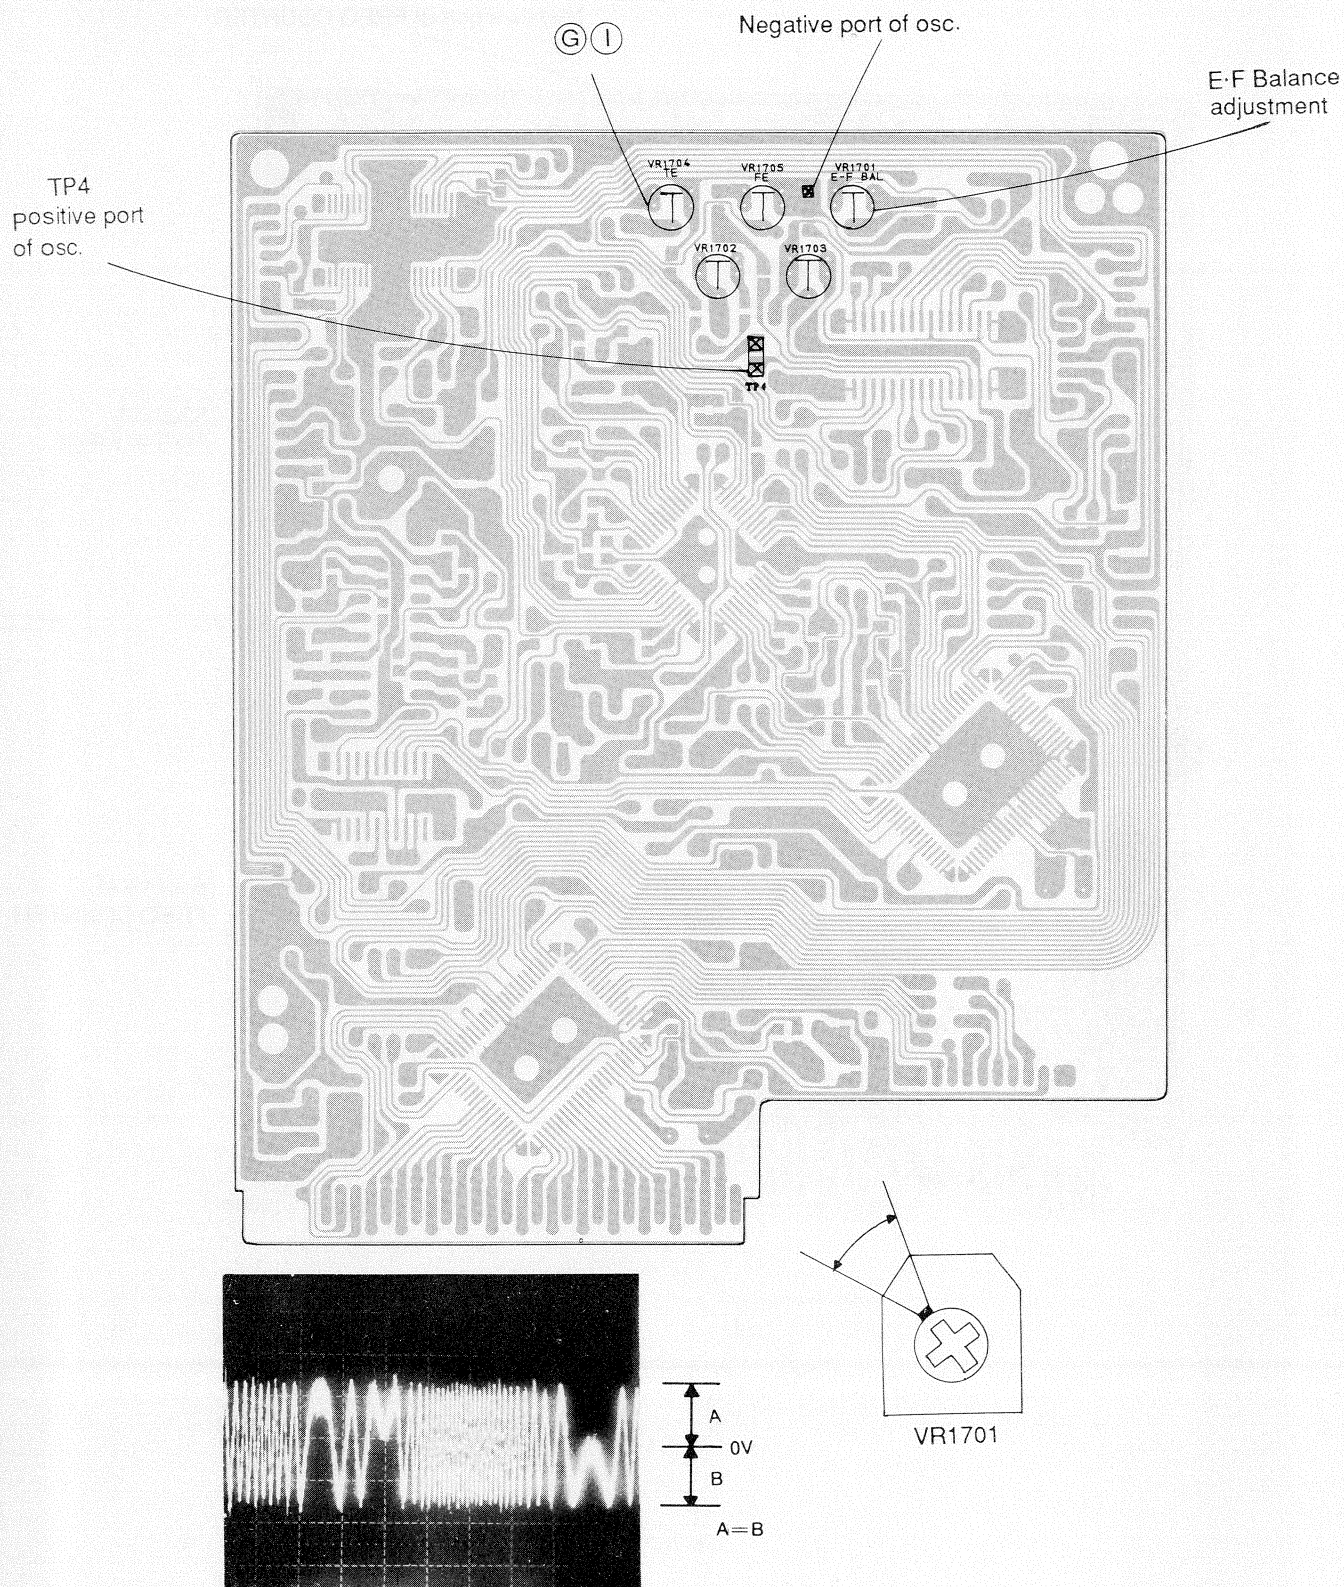 Ⓖ Ⓘ
Negative port of osc.
E·F Balance
adjustment
TP4
positive port
of osc.
VR1704
TE
VR1705
FE
VR1701
E-F BAL
VR1702
VR1703
TP4
A
0V
B
A=B
VR1701